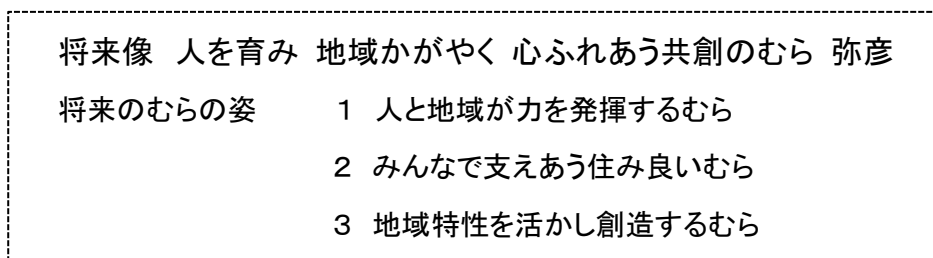 将来像 人を育み 地域かがやく 心ふれあう共創のむら 弥彦
将来のむらの姿 1 人と地域が力を発揮するむら
2 みんなで支えあう住み良いむら
3 地域特性を活かし創造するむら